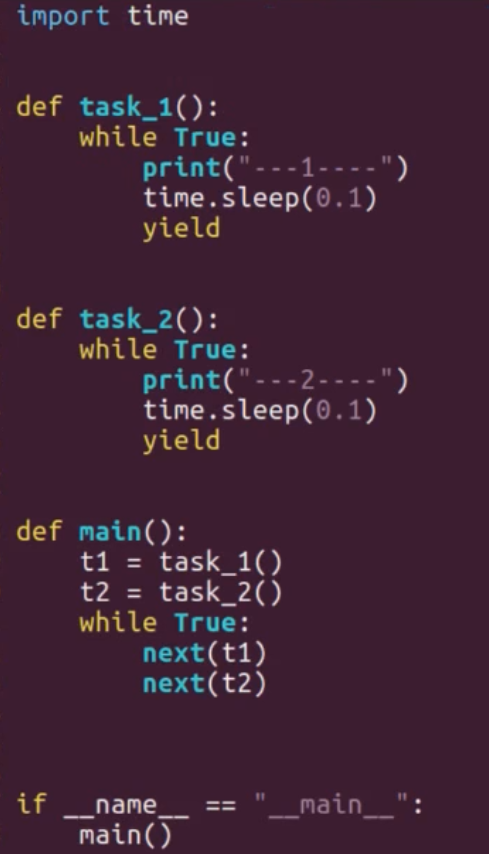 import time
def task_1():
    while True:
        print("---1----")
        time.sleep(0.1)
        yield
def task_2():
    while True:
        print("---2----")
        time.sleep(0.1)
        yield
def main():
    t1 = task_1()
    t2 = task_2()
    while True:
        next(t1)
        next(t2)
if __name__ == "__main__":
    main()